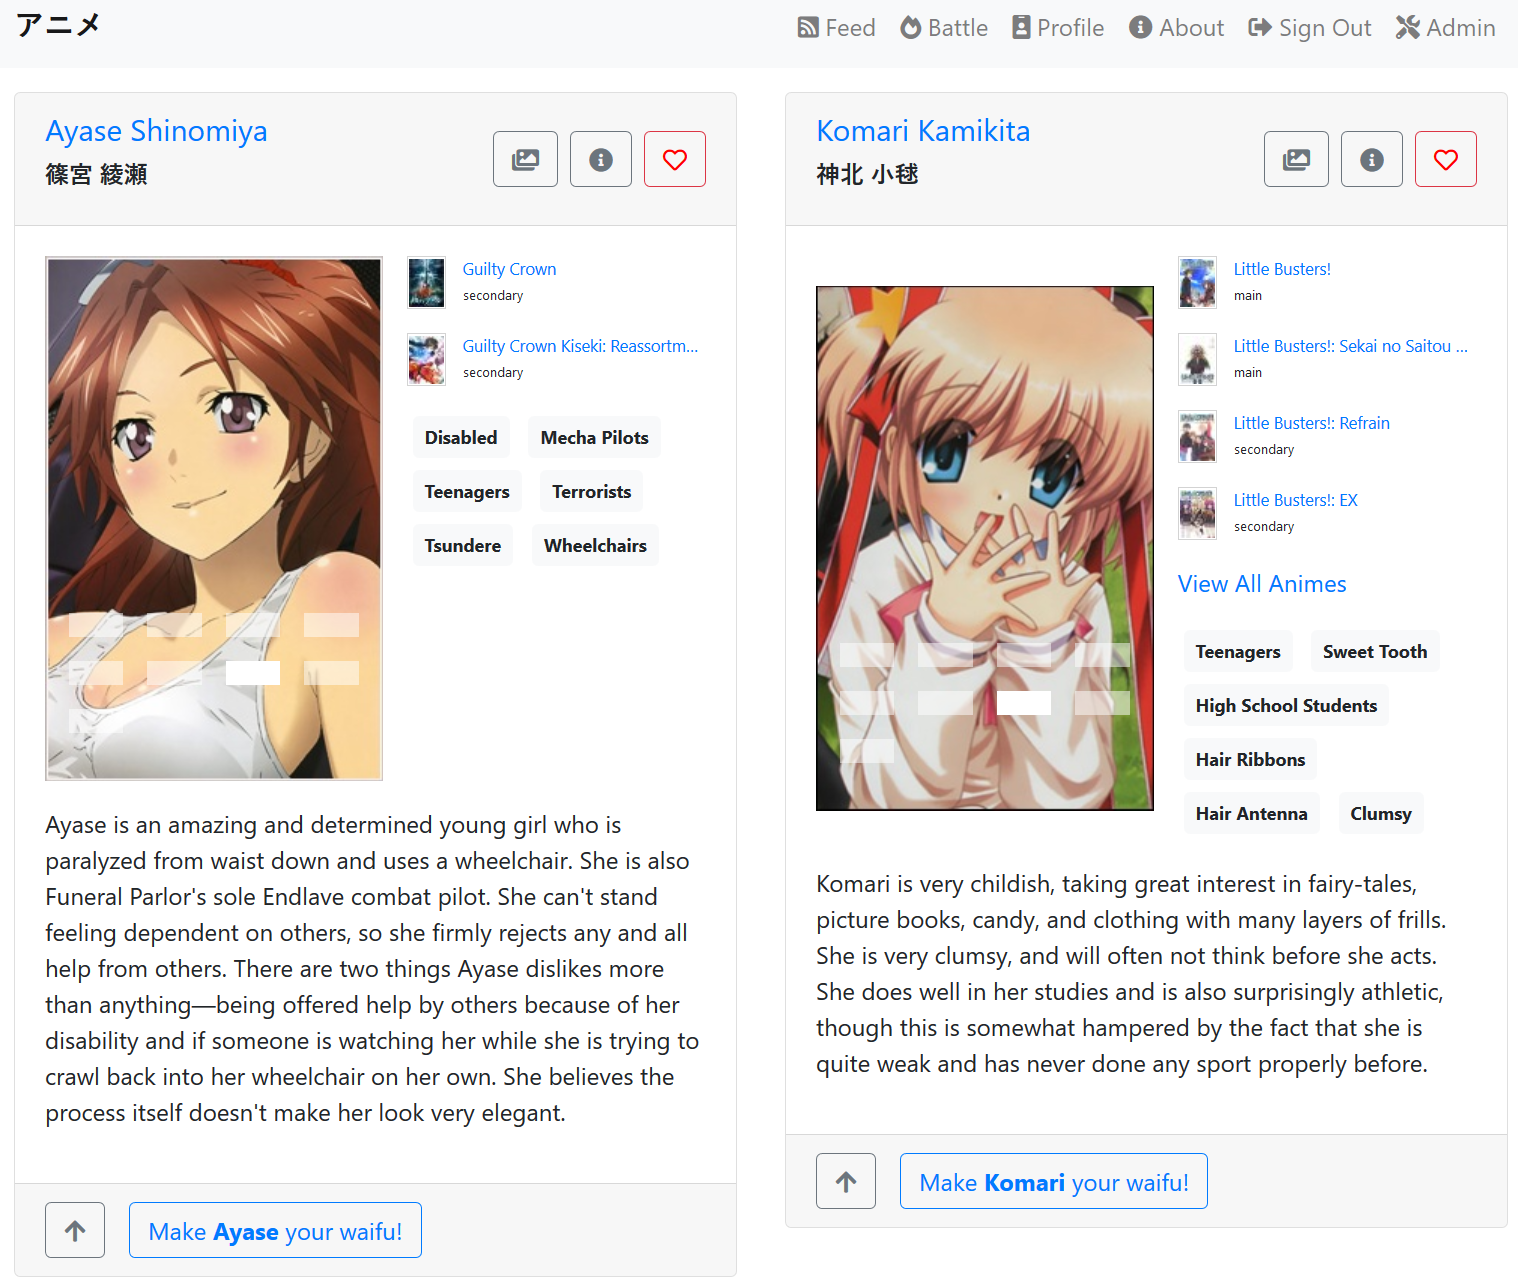 アニメ
Feed
Battle
Profile
About
Sign Out
Admin
Ayase Shinomiya
篠宮 綾瀬
Guilty Crown
secondary
Guilty Crown Kiseki: Reassortm...
secondary
Disabled
Mecha Pilots
Teenagers
Terrorists
Tsundere
Wheelchairs
Ayase is an amazing and determined young girl who is
paralyzed from waist down and uses a wheelchair. She is also
Funeral Parlor's sole Endlave combat pilot. She can't stand
feeling dependent on others, so she firmly rejects any and all
help from others. There are two things Ayase dislikes more
than anything—being offered help by others because of her
disability and if someone is watching her while she is trying to
crawl back into her wheelchair on her own. She believes the
process itself doesn't make her look very elegant.
Make Ayase your waifu!
Komari Kamikita
神北 小毬
Little Busters!
main
Little Busters!: Sekai no Saitou ...
main
Little Busters!: Refrain
secondary
Little Busters!: EX
secondary
View All Animes
Teenagers
Sweet Tooth
High School Students
Hair Ribbons
Hair Antenna
Clumsy
Komari is very childish, taking great interest in fairy-tales,
picture books, candy, and clothing with many layers of frills.
She is very clumsy, and will often not think before she acts.
She does well in her studies and is also surprisingly athletic,
though this is somewhat hampered by the fact that she is
quite weak and has never done any sport properly before.
Make Komari your waifu!